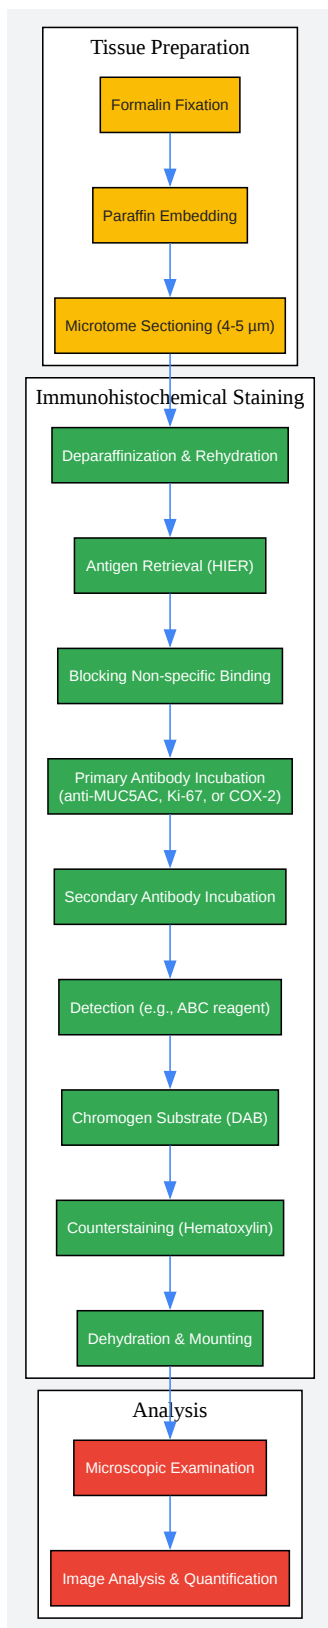 Tissue Preparation
Formalin Fixation
Paraffin Embedding
Microtome Sectioning (4-5 µm)
Immunohistochemical Staining
Deparaffinization & Rehydration
Antigen Retrieval (HIER)
Blocking Non-specific Binding
Primary Antibody Incubation
(anti-MUC5AC, Ki-67, or COX-2)
Secondary Antibody Incubation
Detection (e.g., ABC reagent)
Chromogen Substrate (DAB)
Counterstaining (Hematoxylin)
Dehydration & Mounting
Analysis
Microscopic Examination
Image Analysis & Quantification